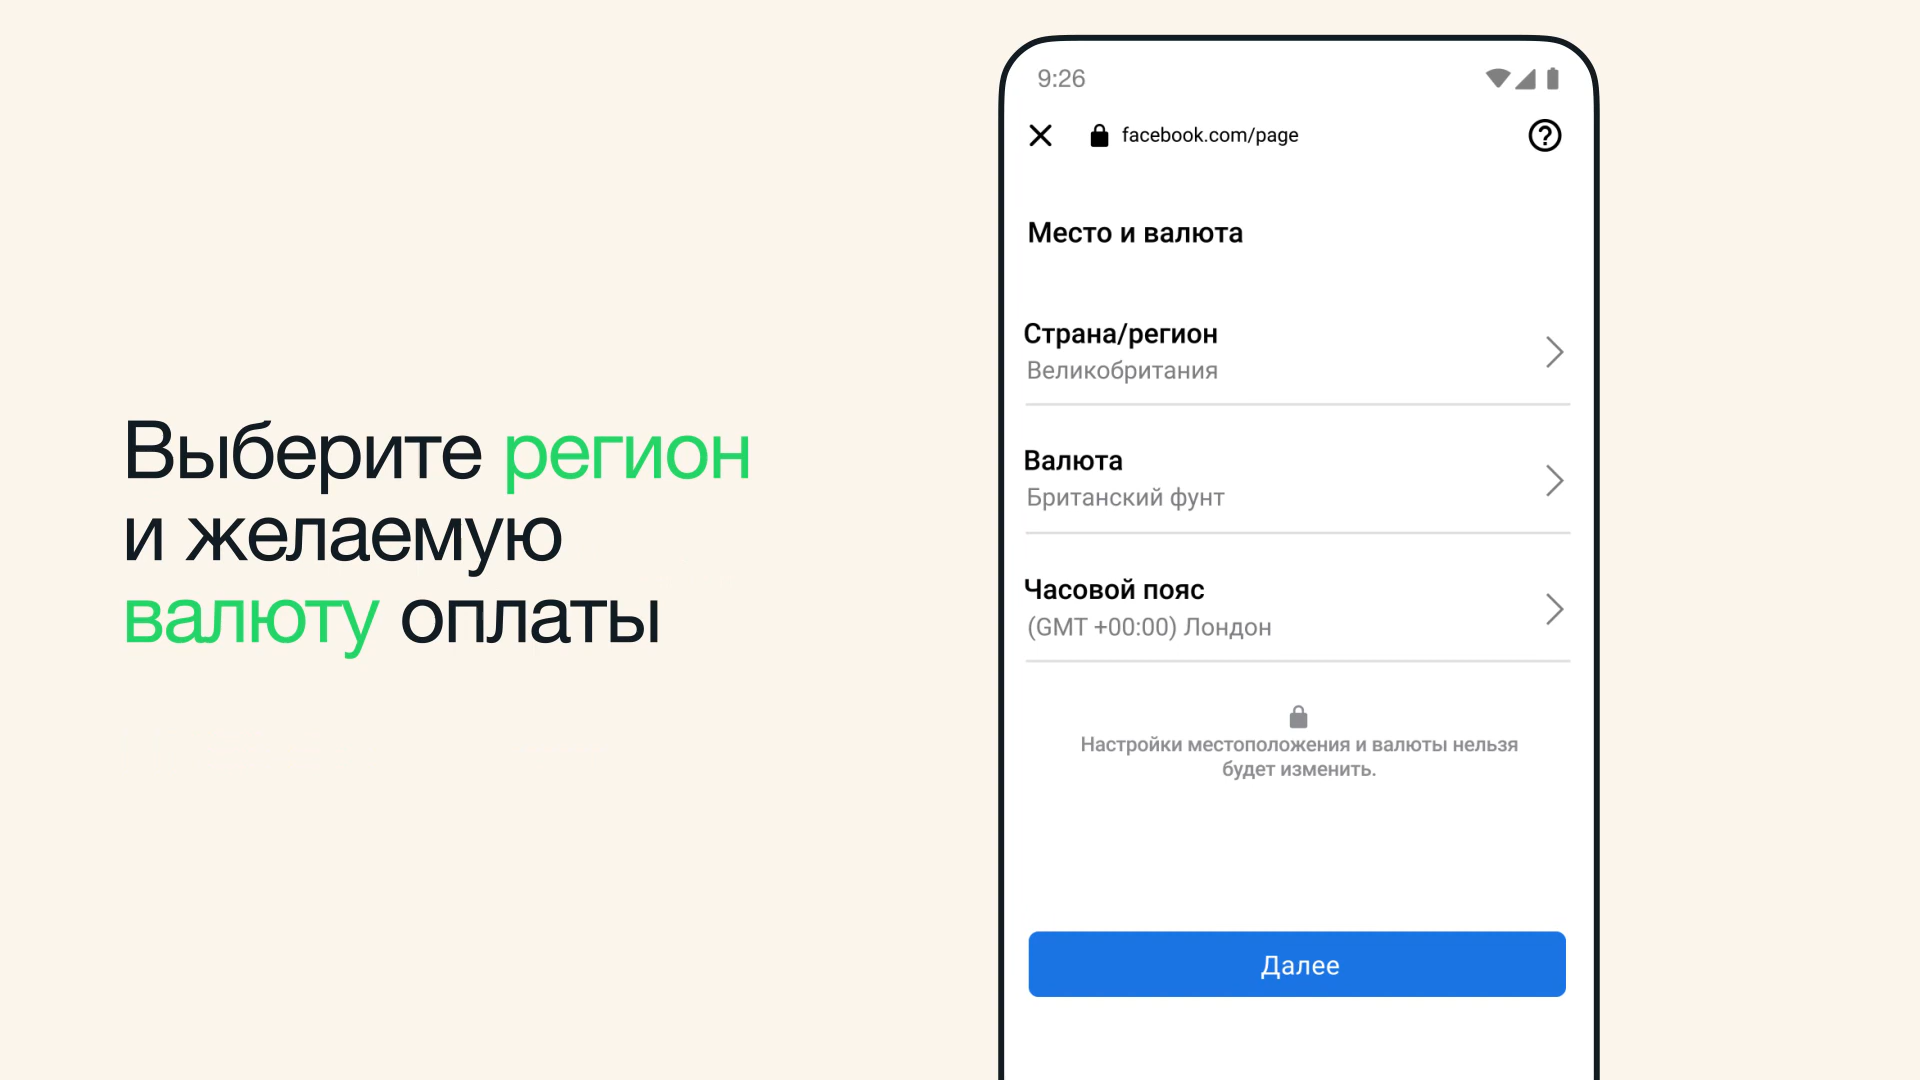 Выберите регион
и желаемую
валюту оплаты
9:26
facebook.com/page
Место и валюта
Страна/регион
Великобритания
Валюта
Британский фунт
Часовой пояс
(GMT +00:00) Лондон
Настройки местоположения и валюты нельзя
будет изменить.
Далее